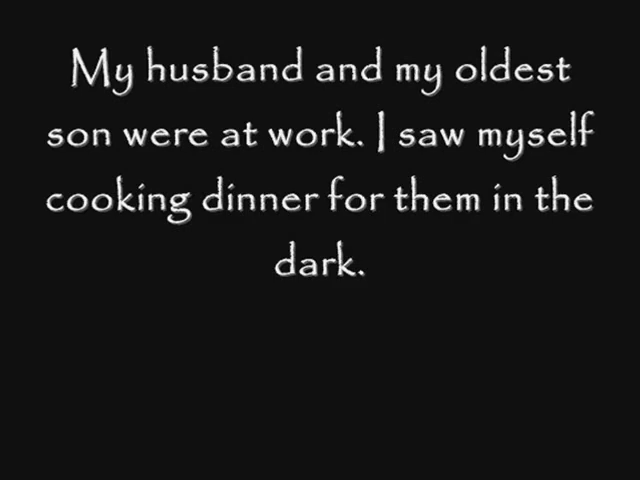 My husband and my oldest
son were at work. I saw myself
cooking dinner for them in the
dark.